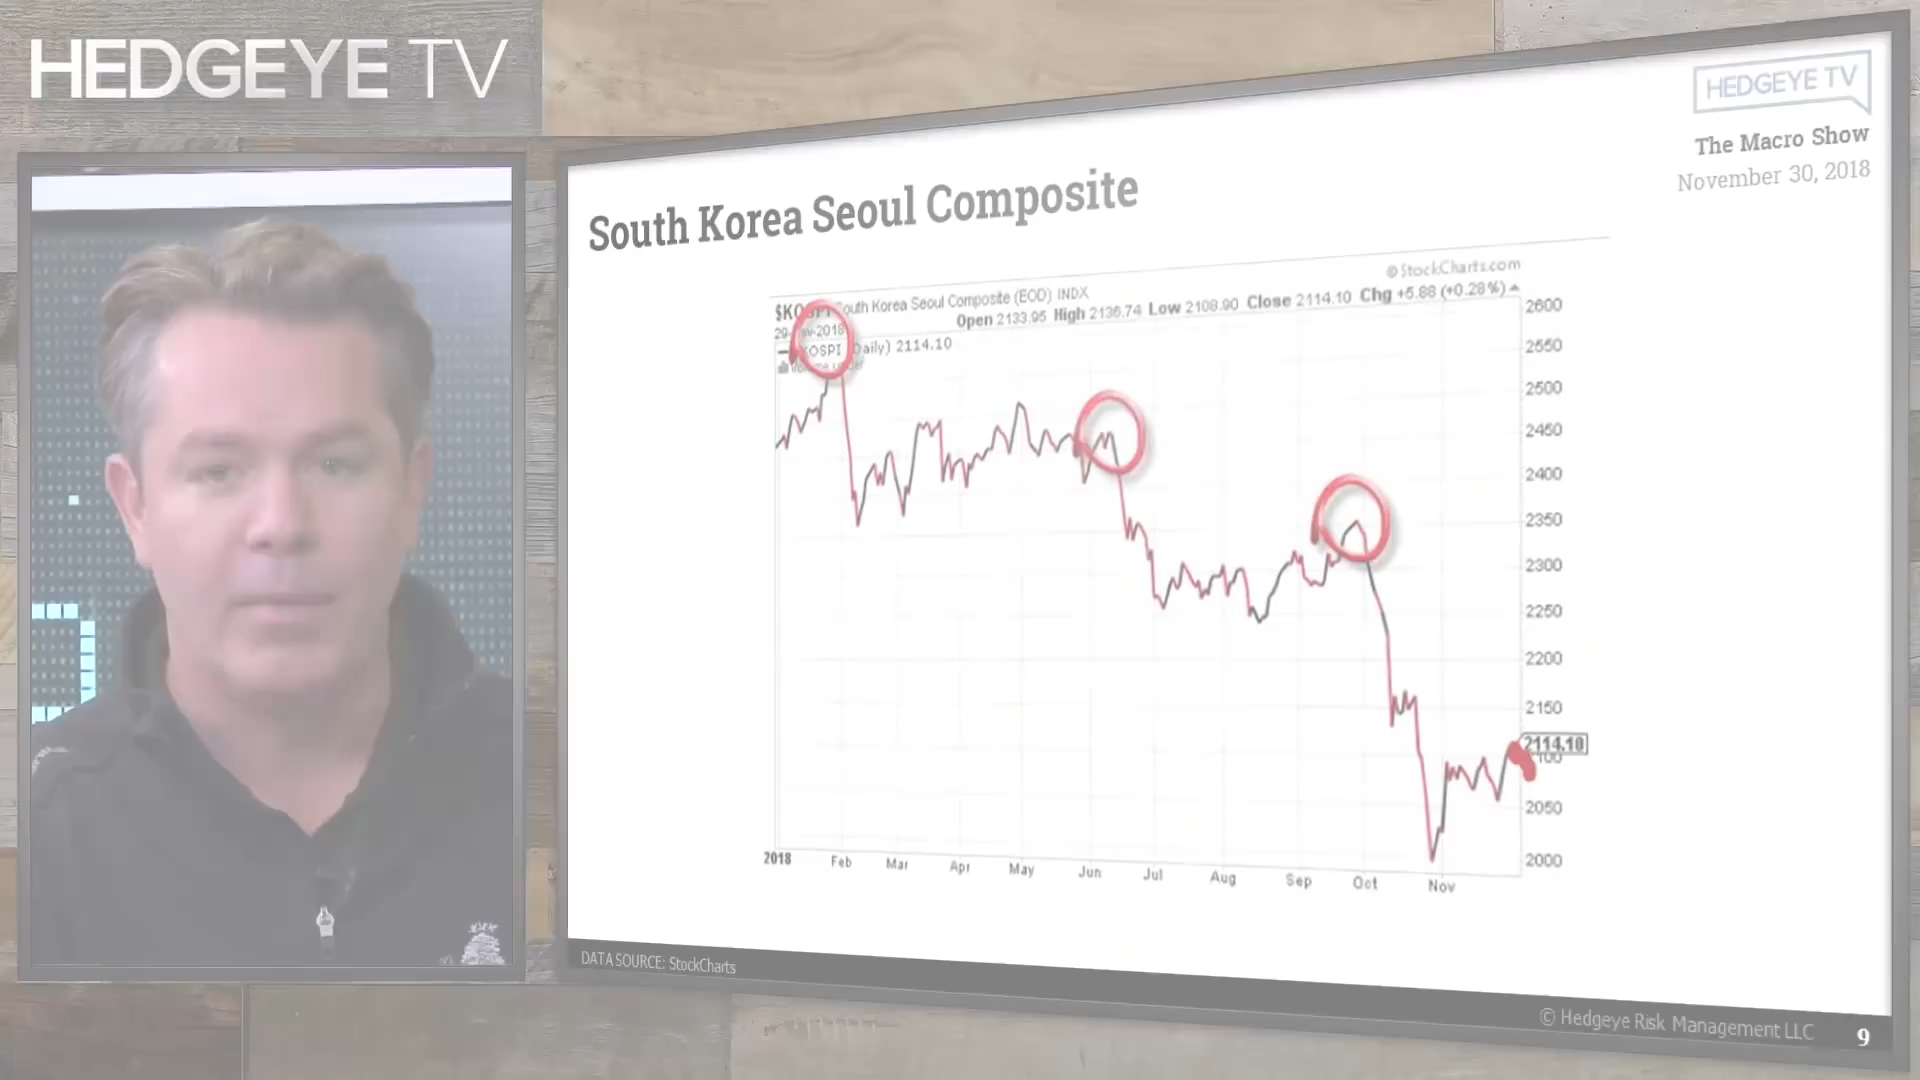 HEDGEYE TV
HEDGEYE TV
The Macro Show
November 30, 2018
South Korea Seoul Composite
© StockCharts.com
South Korea Seoul Composite (EOD) INDX
Open 2133.95 High 2136.74 Low 2108.90 Close 2114.10 Chg +5.88 (+0.28%)
2018
KOSPI Daily) 2114.10
2600
2550
2500
2450
2400
2350
2300
2250
2200
2150
2114.10
2100
2050
2000
2018 Feb Mar Apr May Jun Jul Aug Sep Oct Nov
DATA SOURCE: StockCharts
© Hedgeye Risk Management LLC
9